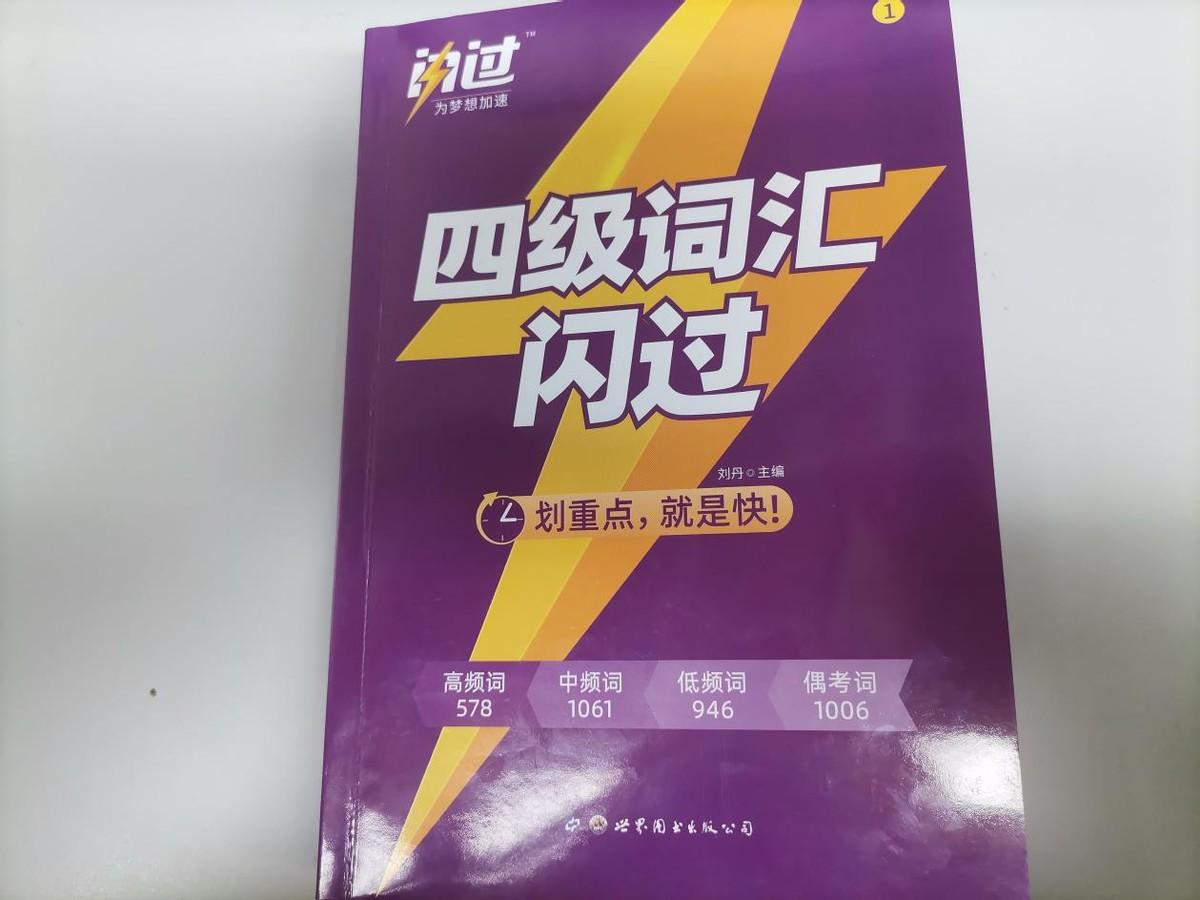 1
闪过™
为梦想加速
四级词汇
闪过
刘丹◎主编
划重点，就是快!
高频词 中频词 低频词 偶考词
578 1061 946 1006
世界图书出版公司